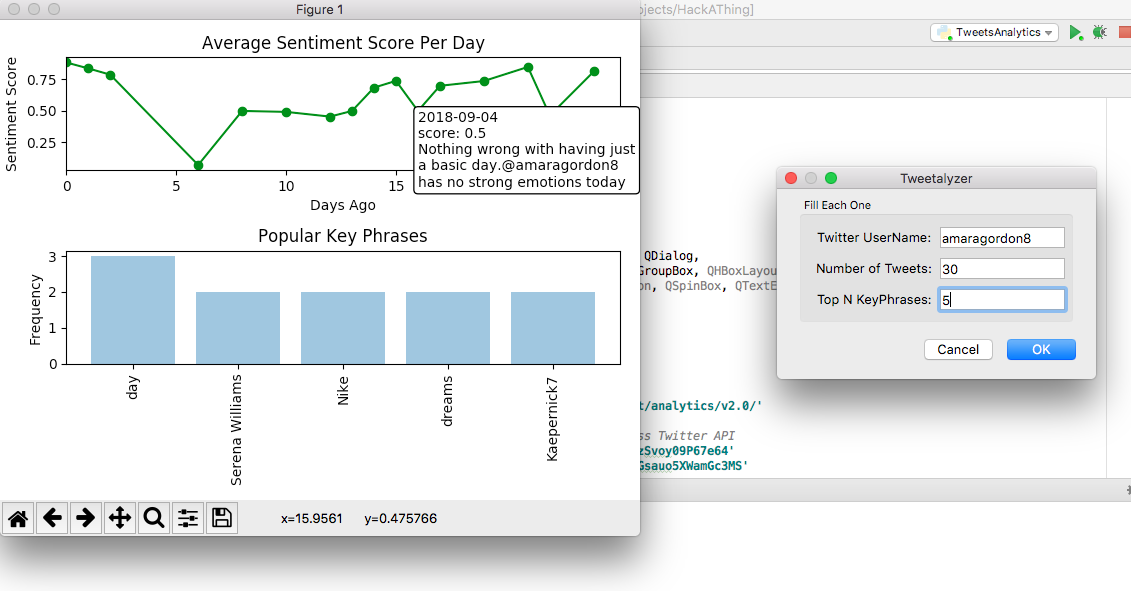 Figure 1
bjects/HackAThing]
TweetsAnalytics
Average Sentiment Score Per Day
Sentiment Score
0.75
0.50
0.25
0
5
10
15
Days Ago
2018-09-04
score: 0.5
Nothing wrong with having just
a basic day.@amaragordon8
has no strong emotions today
Popular Key Phrases
Frequency
3
2
1
0
day
Serena Williams
Nike
dreams
Kaepernick7
x=15.9561 y=0.475766
Tweetalyzer
Fill Each One
Twitter UserName: amaragordon8
Number of Tweets: 30
Top N KeyPhrases: 5
Cancel OK
QDialog,
GroupBox, QHBoxLayou
on, QSpinBox, QTextE
t/analytics/v2.0/'
ss Twitter API
zSvoy09P67e64'
Gsauo5XWamGc3MS'